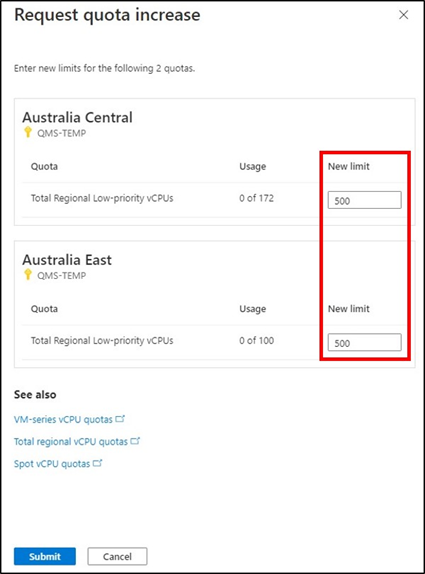 Request quota increase
Enter new limits for the following 2 quotas.
Australia Central
QMS-TEMP
Quota Usage New limit
Total Regional Low-priority vCPUs 0 of 172 500
Australia East
QMS-TEMP
Quota Usage New limit
Total Regional Low-priority vCPUs 0 of 100 500
See also
VM-series vCPU quotas
Total regional vCPU quotas
Spot vCPU quotas
Submit Cancel